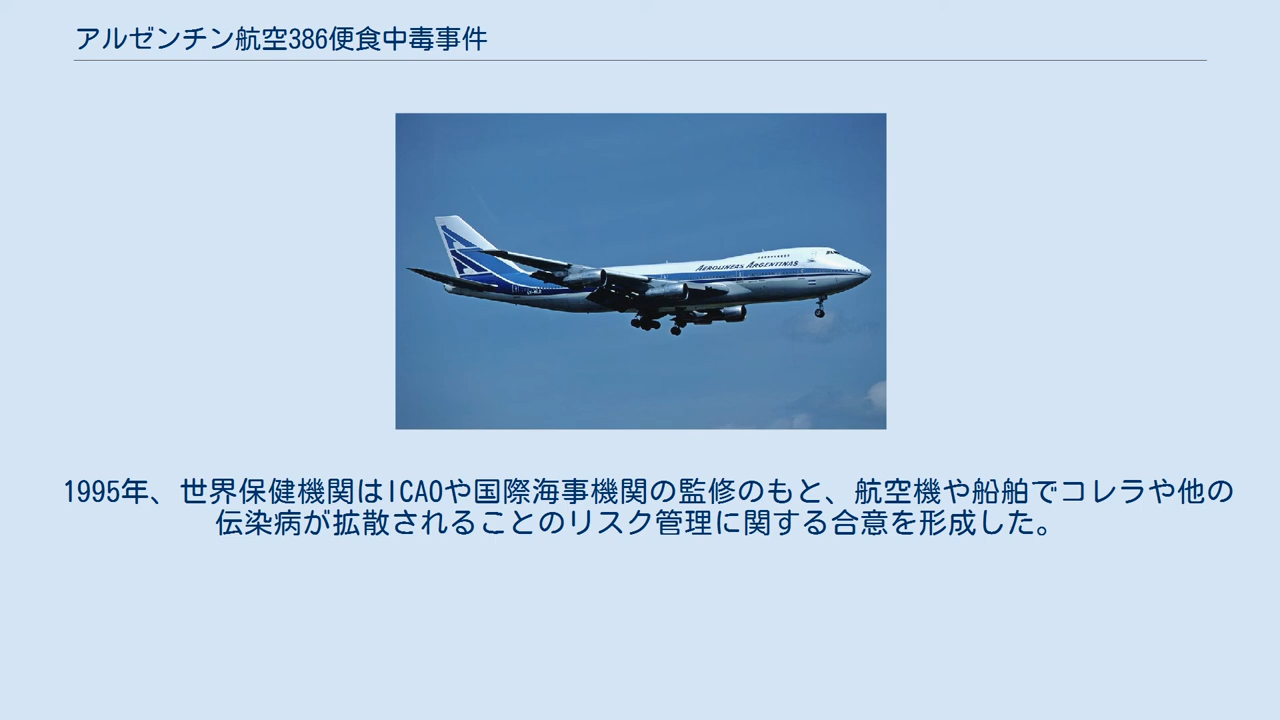 アルゼンチン航空386便食中毒事件
AEROLINEAS ARGENTINAS
1995年、世界保健機関はICAOや国際海事機関の監修のもと、航空機や船舶でコレラや他の
伝染病が拡散されることのリスク管理に関する合意を形成した。